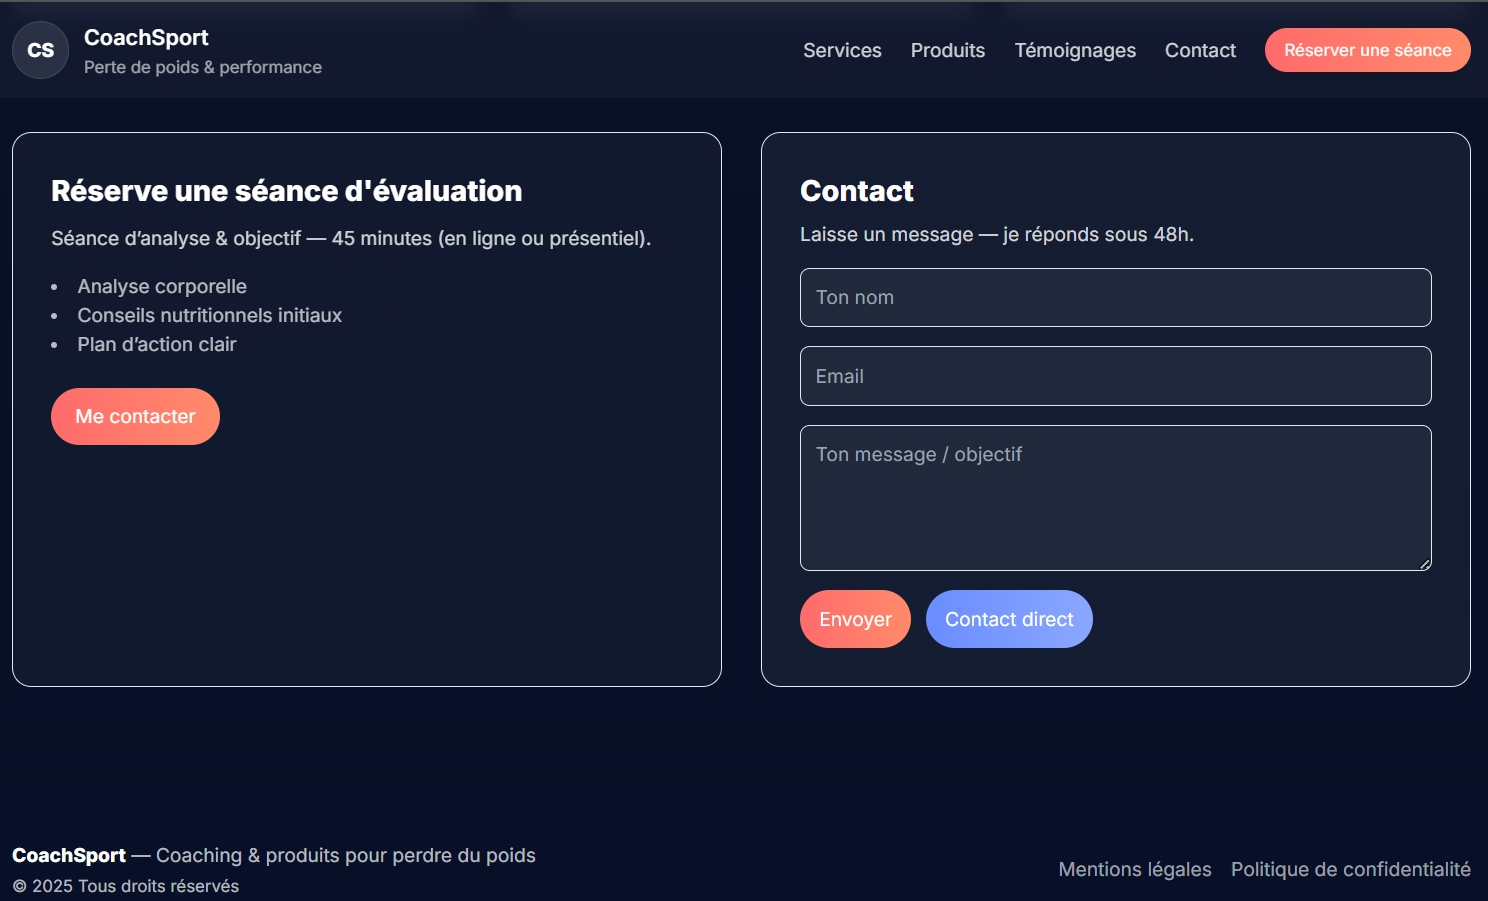 CS
CoachSport
Perte de poids & performance
Services
Produits
Témoignages
Contact
Réserver une séance
Réserve une séance d'évaluation
Séance d’analyse & objectif — 45 minutes (en ligne ou présentiel).
• Analyse corporelle
• Conseils nutritionnels initiaux
• Plan d’action clair
Me contacter
Contact
Laisse un message — je réponds sous 48h.
Ton nom
Email
Ton message / objectif
Envoyer
Contact direct
CoachSport — Coaching & produits pour perdre du poids
© 2025 Tous droits réservés
Mentions légales
Politique de confidentialité